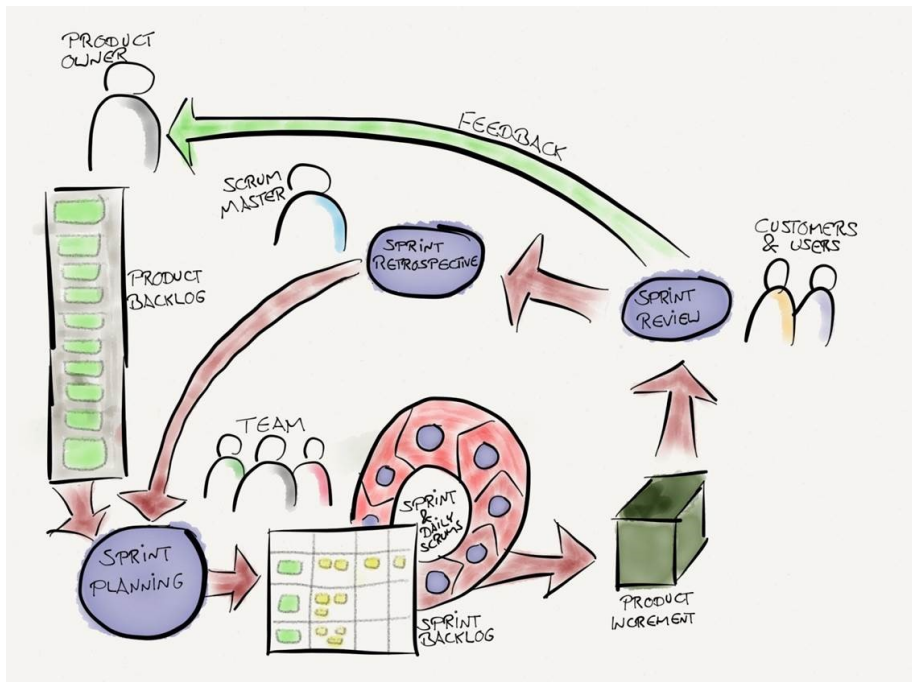 PRODUCT
OWNER
FEEDBACK
SCRUM
MASTER
SPRINT
RETROSPECTIVE
CUSTOMERS
& USERS
PRODUCT
BACKLOG
SPRINT
REVIEW
TEAM
SPRINT
& DAILY
SCRUMS
SPRINT
PLANNING
SPRINT
BACKLOG
PRODUCT
INCREMENT